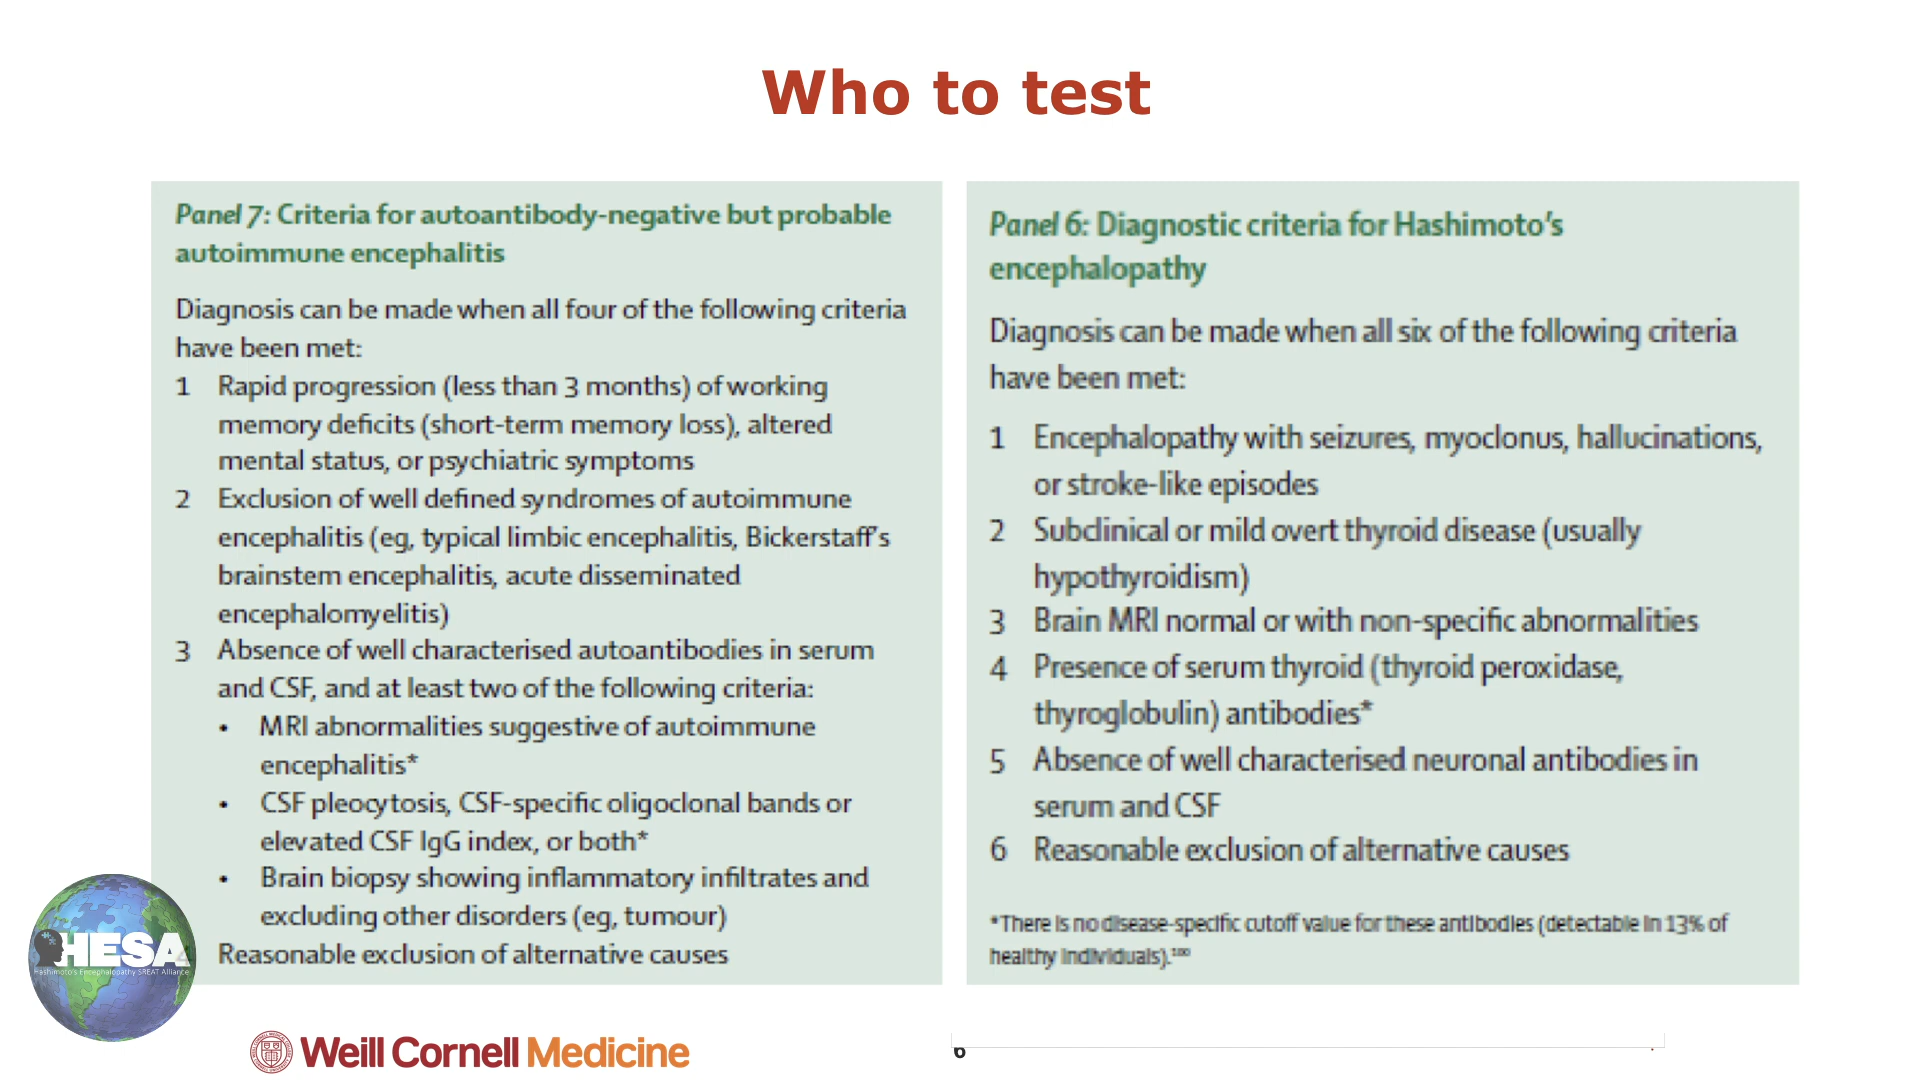 Who to test
Panel 7: Criteria for autoantibody-negative but probable
autoimmune encephalitis
Diagnosis can be made when all four of the following criteria
have been met:
1 Rapid progression (less than 3 months) of working
memory deficits (short-term memory loss), altered
mental status, or psychiatric symptoms
2 Exclusion of well defined syndromes of autoimmune
encephalitis (eg, typical limbic encephalitis, Bickerstaff's
brainstem encephalitis, acute disseminated
encephalomyelitis)
3 Absence of well characterised autoantibodies in serum
and CSF, and at least two of the following criteria:
• MRI abnormalities suggestive of autoimmune
encephalitis*
• CSF pleocytosis, CSF-specific oligoclonal bands or
elevated CSF IgG index, or both*
• Brain biopsy showing inflammatory infiltrates and
excluding other disorders (eg, tumour)
4 Reasonable exclusion of alternative causes
Panel 6: Diagnostic criteria for Hashimoto's
encephalopathy
Diagnosis can be made when all six of the following criteria
have been met:
1 Encephalopathy with seizures, myoclonus, hallucinations,
or stroke-like episodes
2 Subclinical or mild overt thyroid disease (usually
hypothyroidism)
3 Brain MRI normal or with non-specific abnormalities
4 Presence of serum thyroid (thyroid peroxidase,
thyroglobulin) antibodies*
5 Absence of well characterised neuronal antibodies in
serum and CSF
6 Reasonable exclusion of alternative causes
*There is no disease-specific cutoff value for these antibodies (detectable in 13% of
healthy individuals).¹⁰⁰
HESA
Hashimoto's Encephalopathy SREAT Alliance
Weill Cornell Medicine
6